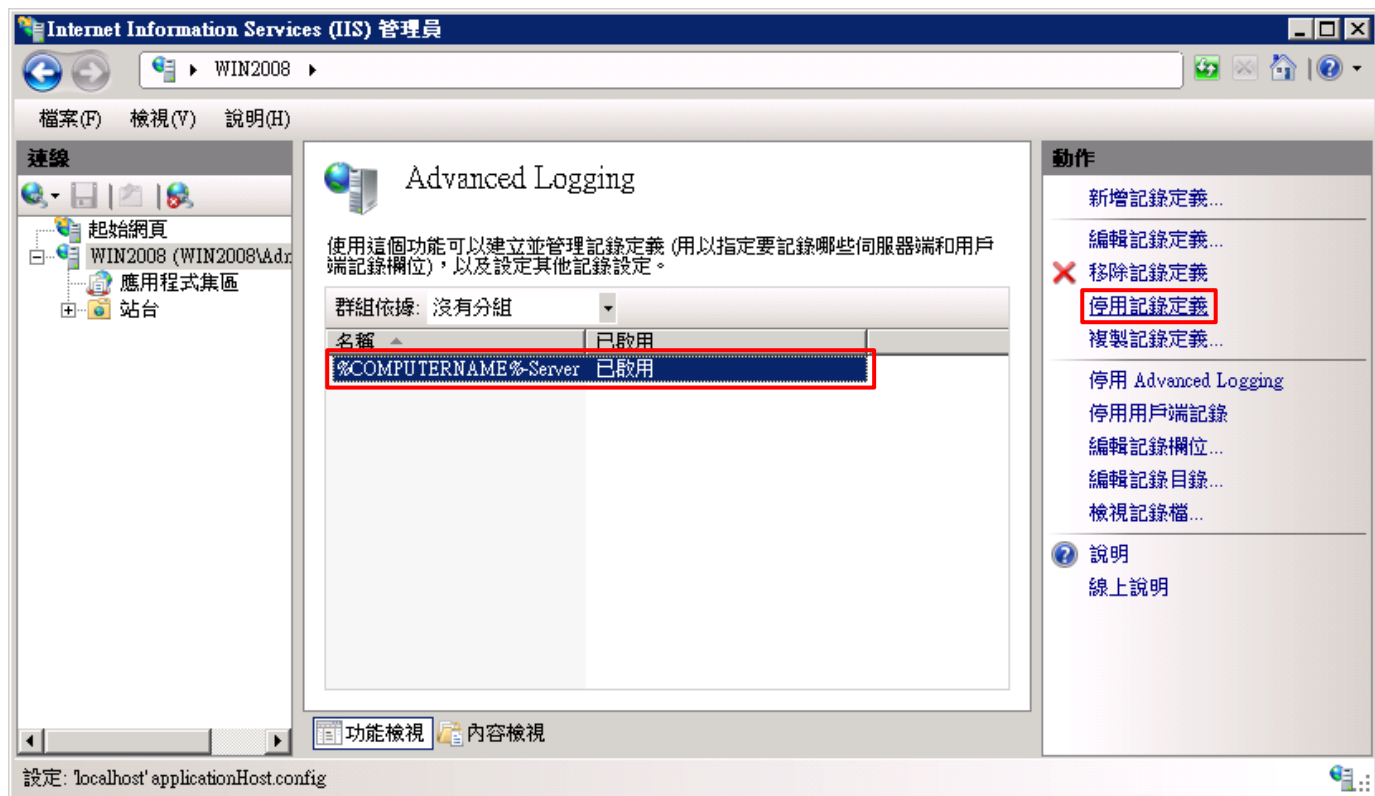 Internet Information Services (IIS) 管理員
WIN2008
檔案(F) 檢視(V) 說明(H)
連線
起始網頁
WIN2008 (WIN2008\Adr
應用程式集區
站台
Advanced Logging
使用這個功能可以建立並管理記錄定義 (用以指定要記錄哪些伺服器端和用戶
端記錄欄位)，以及設定其他記錄設定。
群組依據: 沒有分組
名稱 已啟用
%COMPUTERNAME%-Server 已啟用
功能檢視 內容檢視
動作
新增記錄定義...
編輯記錄定義...
移除記錄定義
停用記錄定義
複製記錄定義...
停用 Advanced Logging
停用用戶端記錄
編輯記錄欄位...
編輯記錄目錄...
檢視記錄檔...
說明
線上說明
設定: 'localhost' applicationHost.config